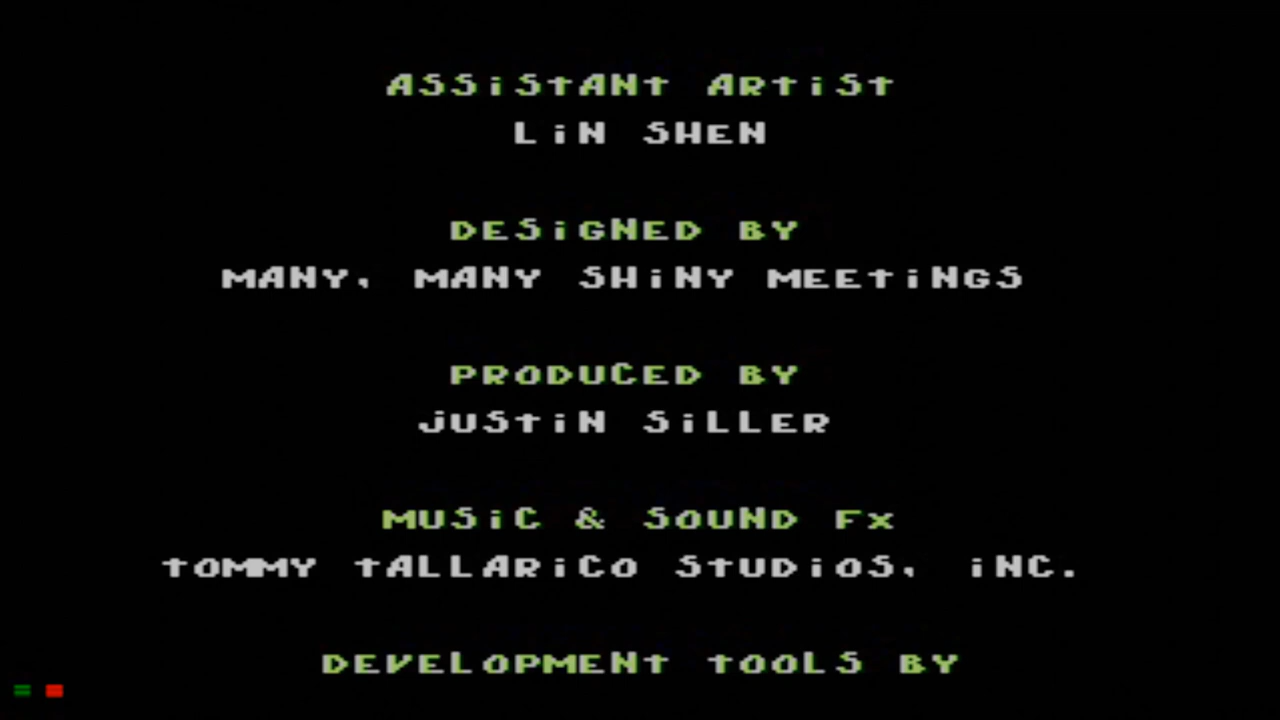 ASSiSTANT ARTiST
LiN SHEN
DESiGNED BY
MANY, MANY SHiNY MEETiNGS
PRODUCED BY
jUSTiN SiLLER
MUSiC & SOUND Fx
TOMMY TALLARiCO STUDiOS, iNC.
DEVELOPMENT TOOLS BY